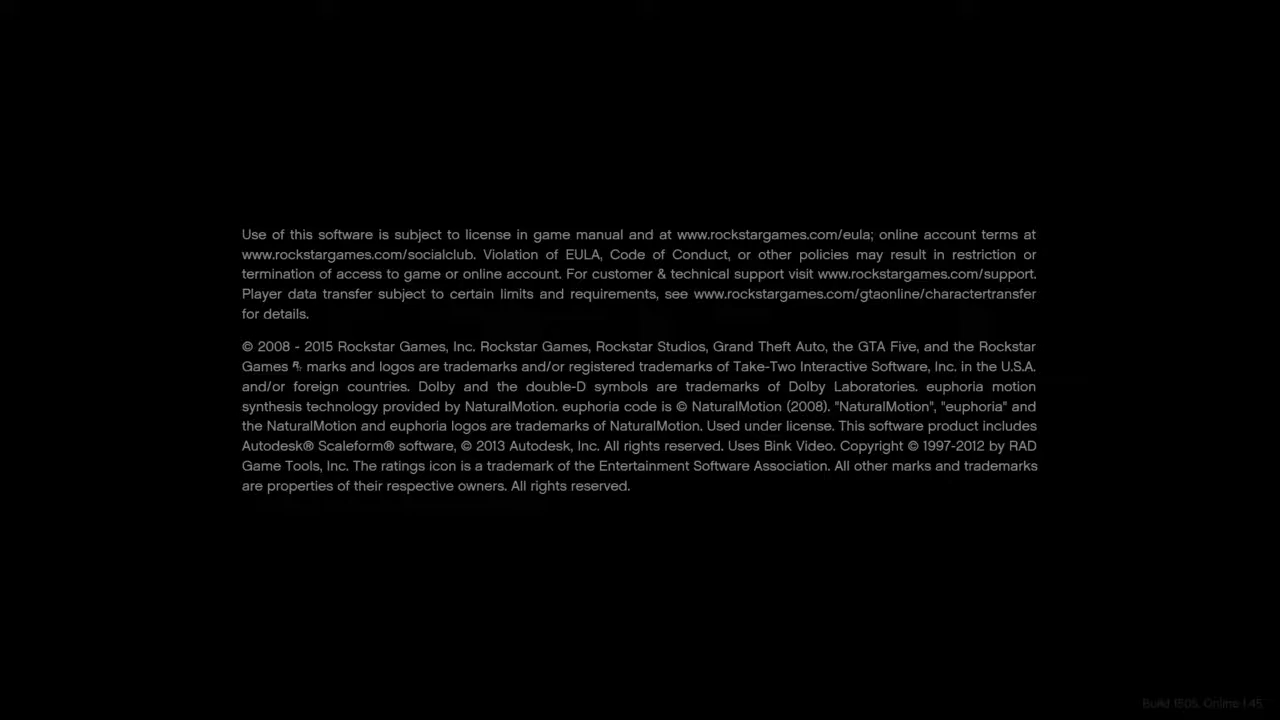 Use of this software is subject to license in game manual and at www.rockstargames.com/eula; online account terms at
www.rockstargames.com/socialclub. Violation of EULA, Code of Conduct, or other policies may result in restriction or
termination of access to game or online account. For customer & technical support visit www.rockstargames.com/support.
Player data transfer subject to certain limits and requirements, see www.rockstargames.com/gtaonline/charactertransfer
for details.
© 2008 - 2015 Rockstar Games, Inc. Rockstar Games, Rockstar Studios, Grand Theft Auto, the GTA Five, and the Rockstar
Games R* marks and logos are trademarks and/or registered trademarks of Take-Two Interactive Software, Inc. in the U.S.A.
and/or foreign countries. Dolby and the double-D symbols are trademarks of Dolby Laboratories. euphoria motion
synthesis technology provided by NaturalMotion. euphoria code is © NaturalMotion (2008). "NaturalMotion", "euphoria" and
the NaturalMotion and euphoria logos are trademarks of NaturalMotion. Used under license. This software product includes
Autodesk® Scaleform® software, © 2013 Autodesk, Inc. All rights reserved. Uses Bink Video. Copyright © 1997-2012 by RAD
Game Tools, Inc. The ratings icon is a trademark of the Entertainment Software Association. All other marks and trademarks
are properties of their respective owners. All rights reserved.
Build 1505, Online 1.45